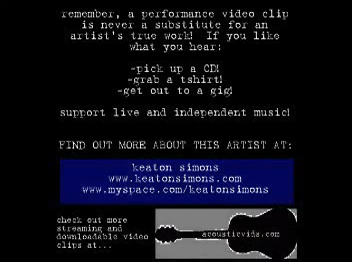 remember, a performance video clip
is never a substitute for an
artist's true work! If you like
what you hear:
-pick up a CD!
-grab a tshirt!
-get out to a gig!
support live and independent music!
FIND OUT MORE ABOUT THIS ARTIST AT:
keaton simons
www.keatonsimons.com
www.myspace.com/keatonsimons
check out more
streaming and
downloadable video
clips at...
acousticvids.com